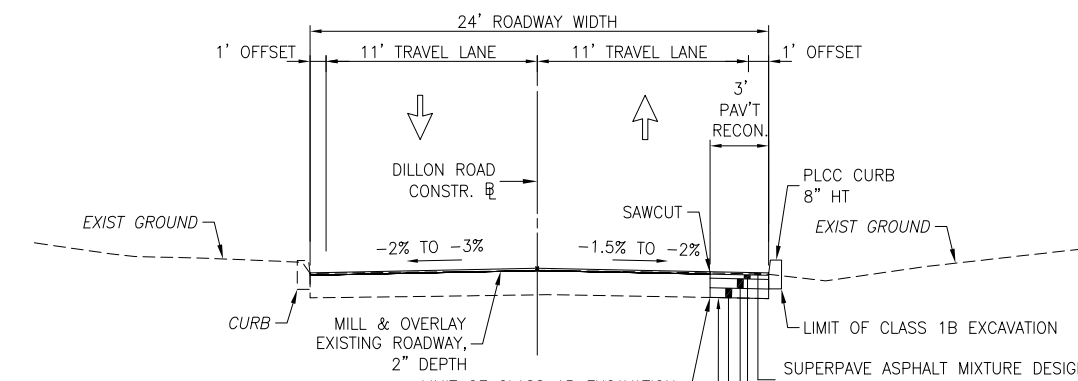 24' ROADWAY WIDTH
1' OFFSET
11' TRAVEL LANE
11' TRAVEL LANE
1' OFFSET
3'
PAV'T
RECON.
DILLON ROAD
CONSTR. BL
PLCC CURB
8" HT
SAWCUT
EXIST GROUND
EXIST GROUND
-2% TO -3%
-1.5% TO -2%
CURB
MILL & OVERLAY
EXISTING ROADWAY,
2" DEPTH
LIMIT OF CLASS 1B EXCAVATION
SUPERPAVE ASPHALT MIXTURE DESIG